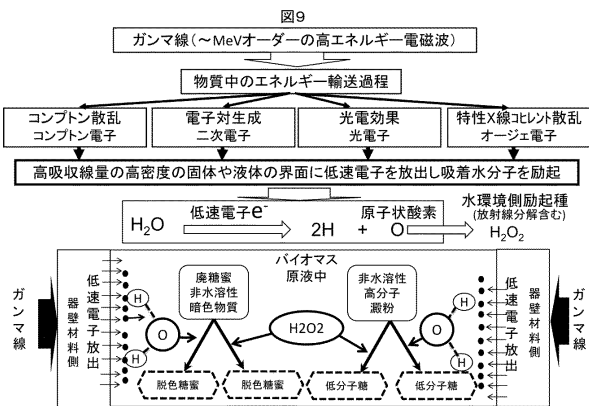 図９
ガンマ線（～MeVオーダーの高エネルギー電磁波）
物質中のエネルギー輸送過程
コンプトン散乱
コンプトン電子
電子対生成
二次電子
光電効果
光電子
特性X線コヒレント散乱
オージェ電子
高吸収線量の高密度の固体や液体の界面に低速電子を放出し吸着水分子を励起
H2O
低速電子e-
2H
+
原子状酸素
O
水環境側励起種
(放射線分解含む)
H2O2
バイオマス
原液中
ガンマ線
器壁材料側
低速電子放出
H
O
H
廃糖蜜
非水溶性
暗色物質
H2O2
非水溶性
高分子
澱粉
H
O
H
低速電子放出
器壁材料側
ガンマ線
脱色糖蜜
脱色糖蜜
低分子糖
低分子糖